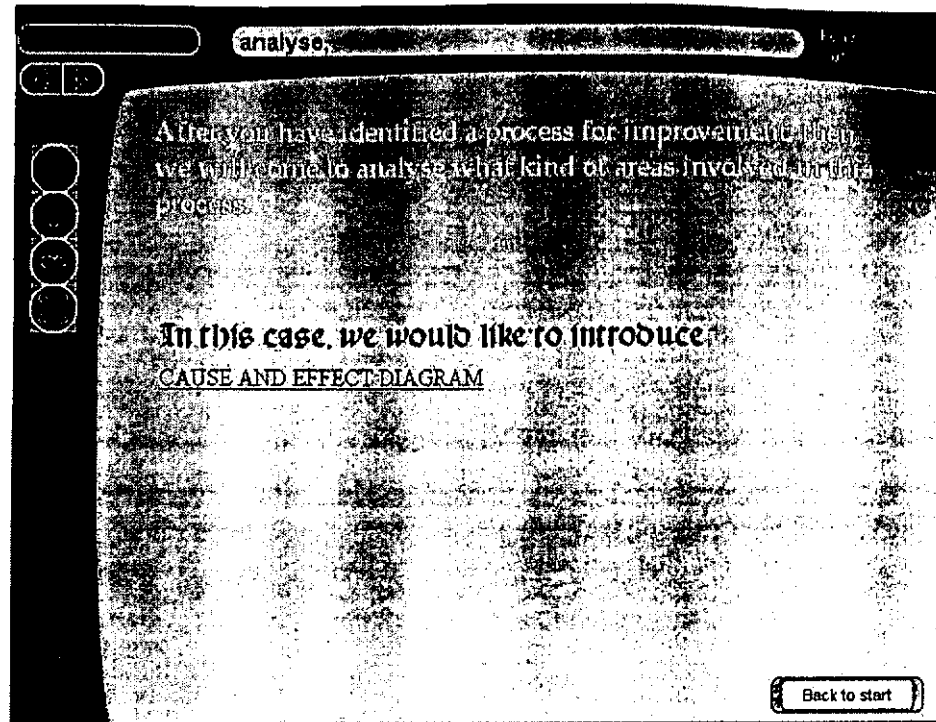 analyse,
After you have identified a process for improvement, then
we will come to analyse what kind of areas involved in this
process.
In this case, we would like to introduce
CAUSE AND EFFECT DIAGRAM
Back to start